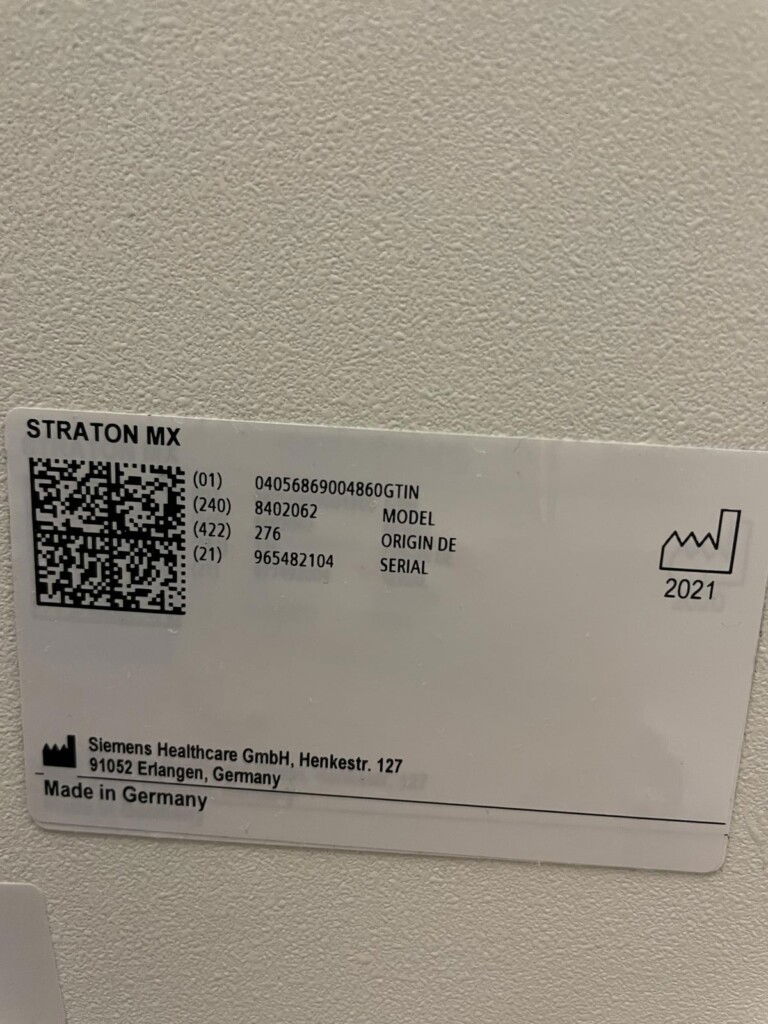 STRATON MX
(01) 04056869004860GTIN
(240) 8402062 MODEL
(422) 276 ORIGIN DE
(21) 965482104 SERIAL
2021
Siemens Healthcare GmbH, Henkestr. 127
91052 Erlangen, Germany
Made in Germany